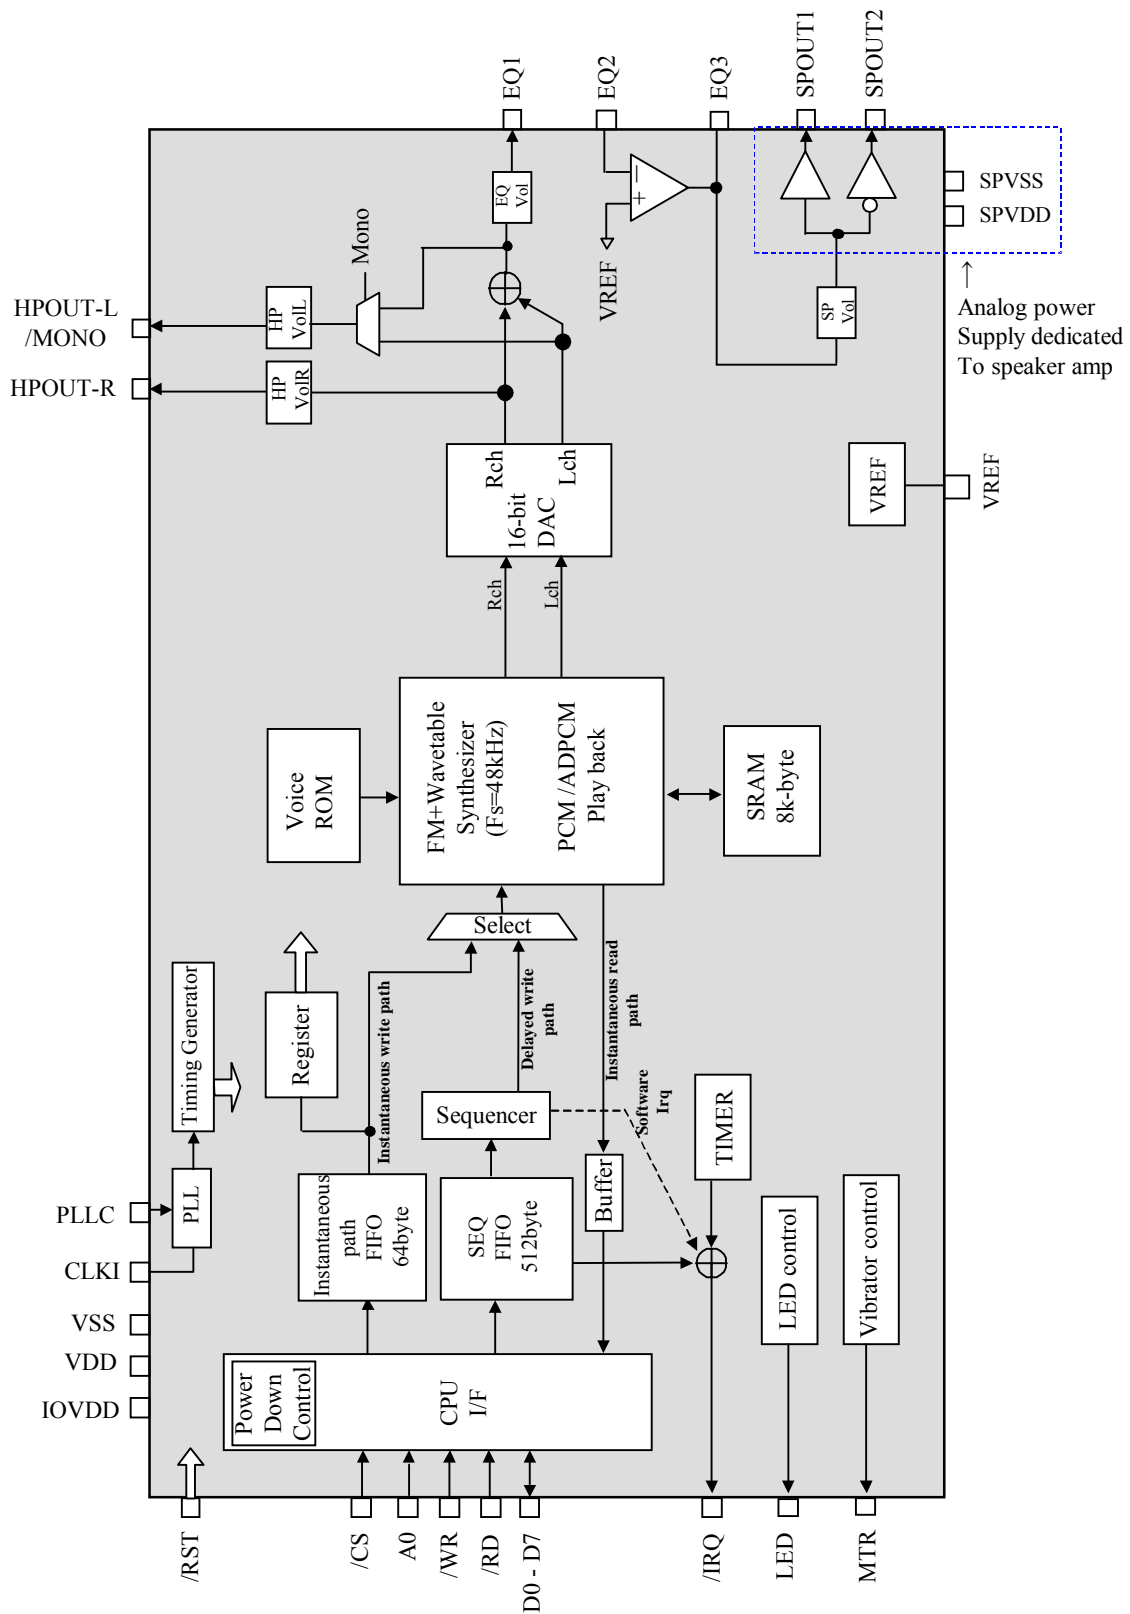 HPOUT-L
/MONO
HPOUT-R
PLLC
CLKI
VSS
VDD
IOVDD
EQ1
EQ2
EQ3
SPOUT1
SPOUT2
SPVSS
SPVDD
↑
Analog power
Supply dedicated
To speaker amp
EQ
Vol
Mono
HP
VolL
HP
VolR
VREF
SP
Vol
VREF
VREF
Rch
Lch
16-bit
DAC
Rch
Lch
Voice
ROM
FM+Wavetable
Synthesizer
(Fs=48kHz)
PCM /ADPCM
Play back
SRAM
8k-byte
Select
Timing Generator
Register
Instantaneous write path
Delayed write
path
Instantaneous read
path
Software
Irq
Sequencer
TIMER
PLL
Instantaneous
path
FIFO
64byte
SEQ
FIFO
512byte
Buffer
LED control
Vibrator control
Power
Down
Control
CPU
I/F
/RST
/CS
A0
/WR
/RD
D0 - D7
/IRQ
LED
MTR